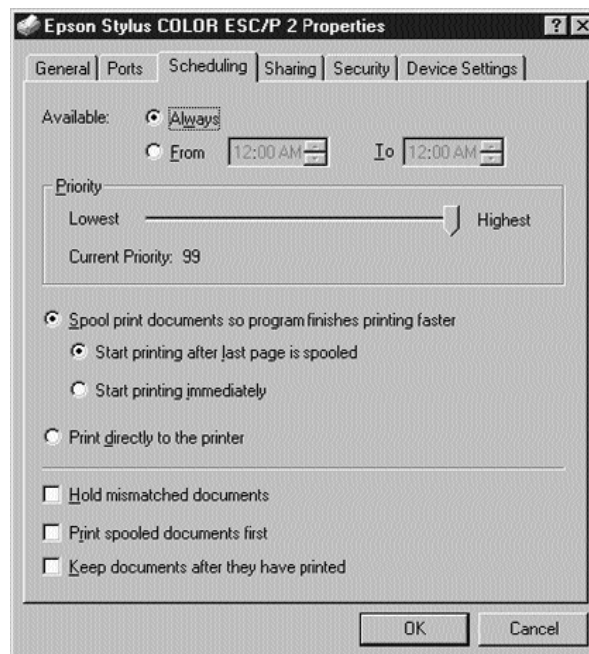 Epson Stylus COLOR ESC/P 2 Properties
General Ports Scheduling Sharing Security Device Settings
Available: Always
From 12:00 AM To 12:00 AM
Priority
Lowest Highest
Current Priority: 99
Spool print documents so program finishes printing faster
Start printing after last page is spooled
Start printing immediately
Print directly to the printer
Hold mismatched documents
Print spooled documents first
Keep documents after they have printed
OK Cancel